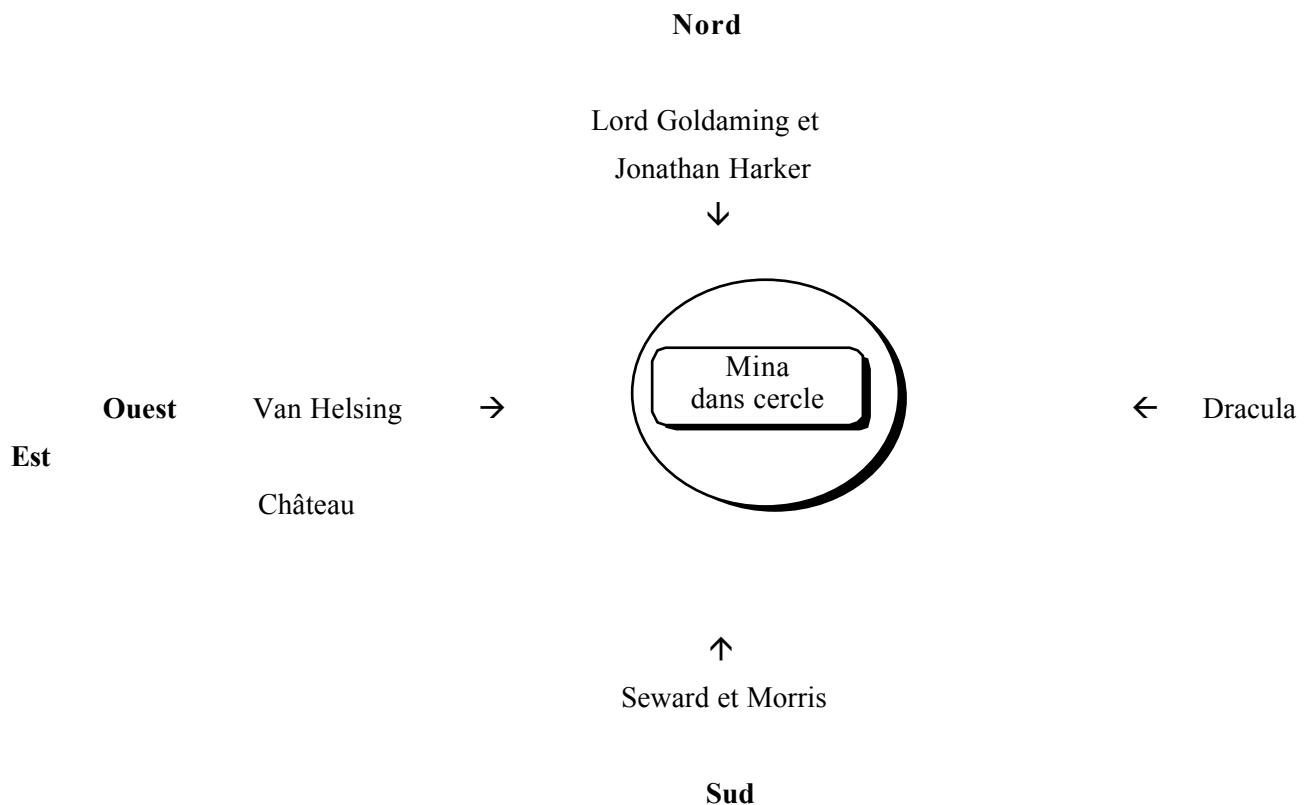 Nord
Lord Goldaming et
Jonathan Harker
↓
Mina
dans cercle
Ouest Van Helsing → ← Dracula
Est
Château
↑
Seward et Morris
Sud